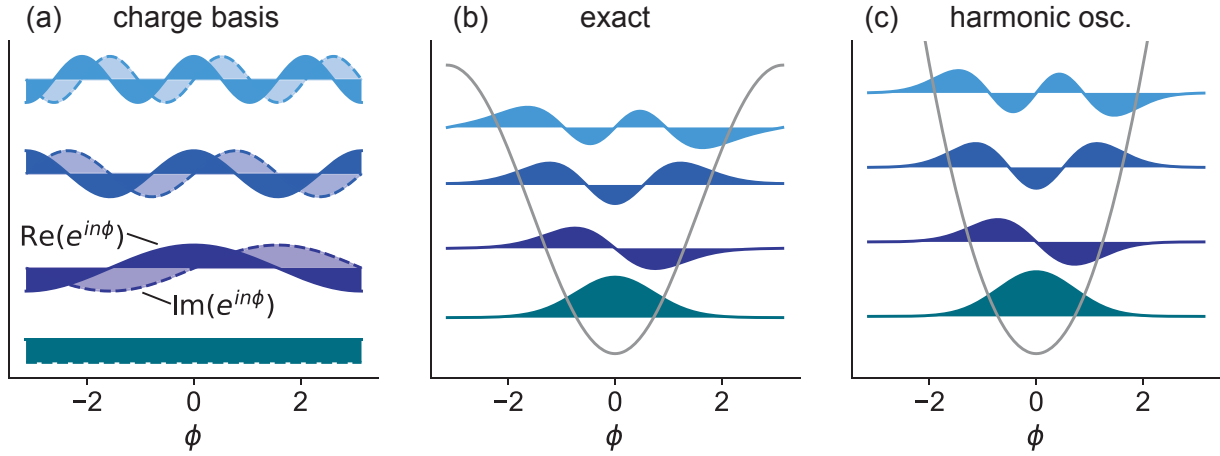 (a) charge basis
Re(e^{inϕ})
Im(e^{inϕ})
−2 0 2
ϕ
(b) exact
−2 0 2
ϕ
(c) harmonic osc.
−2 0 2
ϕ